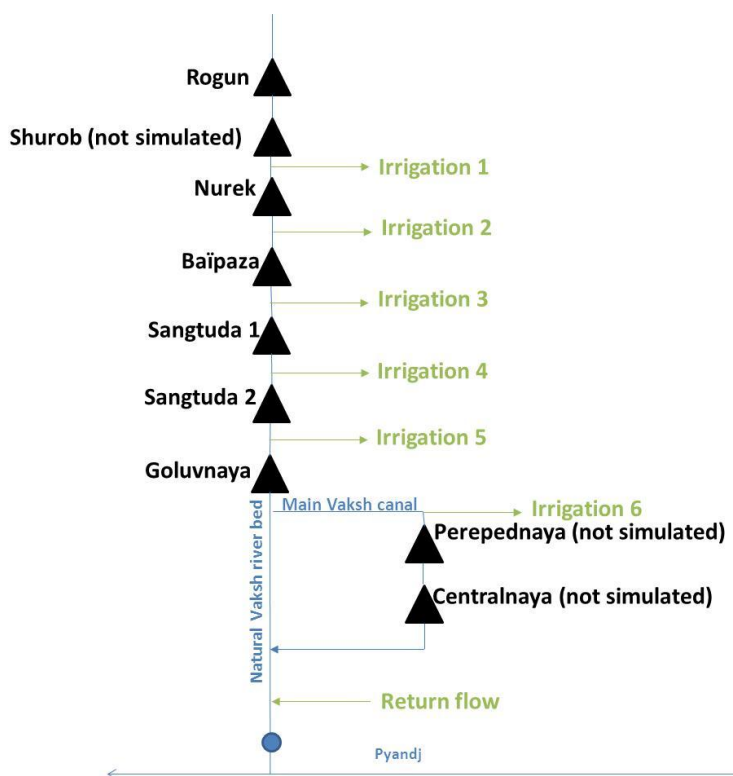 Rogun
Shurob (not simulated)
Irrigation 1
Nurek
Irrigation 2
Baïpaza
Irrigation 3
Sangtuda 1
Irrigation 4
Sangtuda 2
Irrigation 5
Goluvnaya
Main Vaksh canal
Irrigation 6
Natural Vaksh river bed
Perepednaya (not simulated)
Centralnaya (not simulated)
Return flow
Pyandj